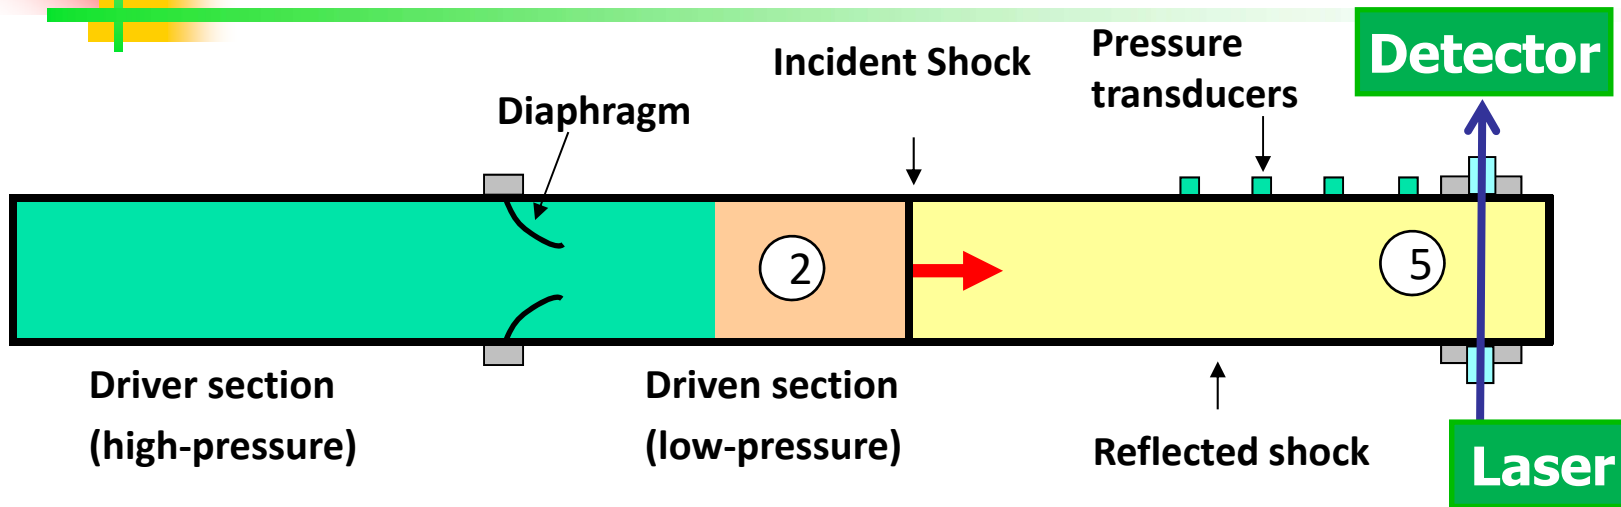 Incident Shock
Pressure
transducers
Detector
Diaphragm
2
5
Driver section
(high-pressure)
Driven section
(low-pressure)
Reflected shock
Laser